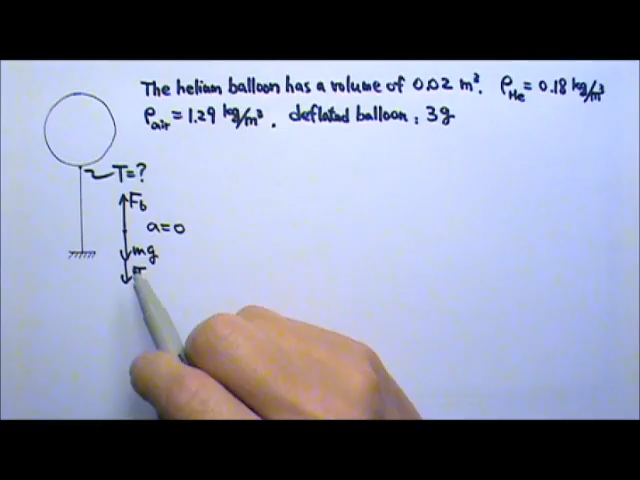 The helium balloon has a volume of 0.02 m³. ρHe = 0.18 kg/m³
ρair = 1.29 kg/m³. deflated balloon: 3g
T=?
Fb
a=0
mg
T